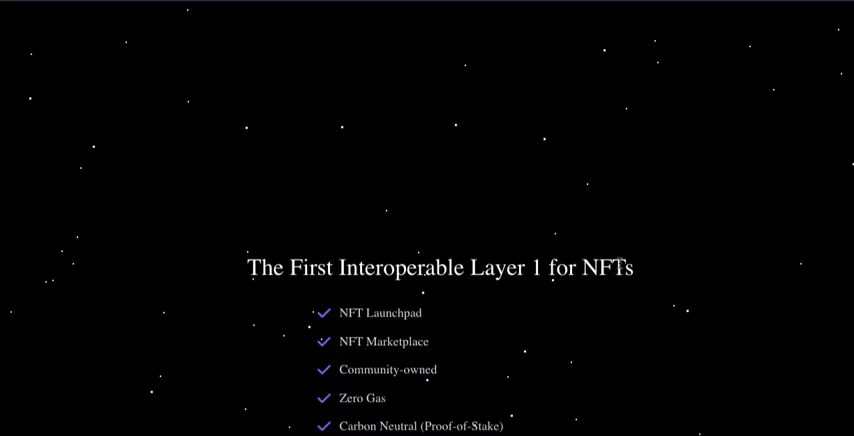 The First Interoperable Layer 1 for NFTs
NFT Launchpad
NFT Marketplace
Community-owned
Zero Gas
Carbon Neutral (Proof-of-Stake)